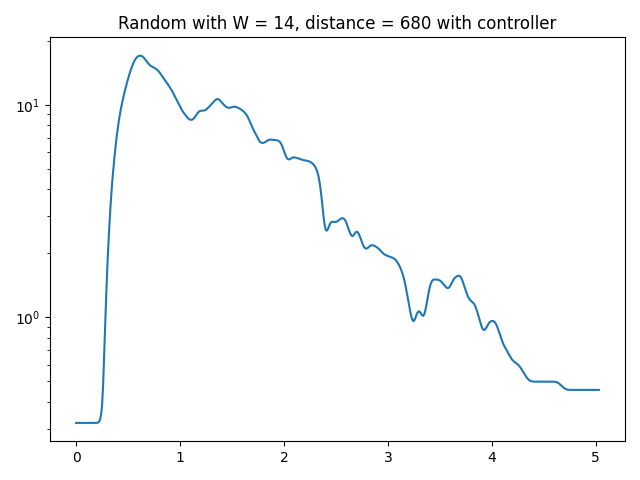 Random with W = 14, distance = 680 with controller
10¹
10⁰
0 1 2 3 4 5